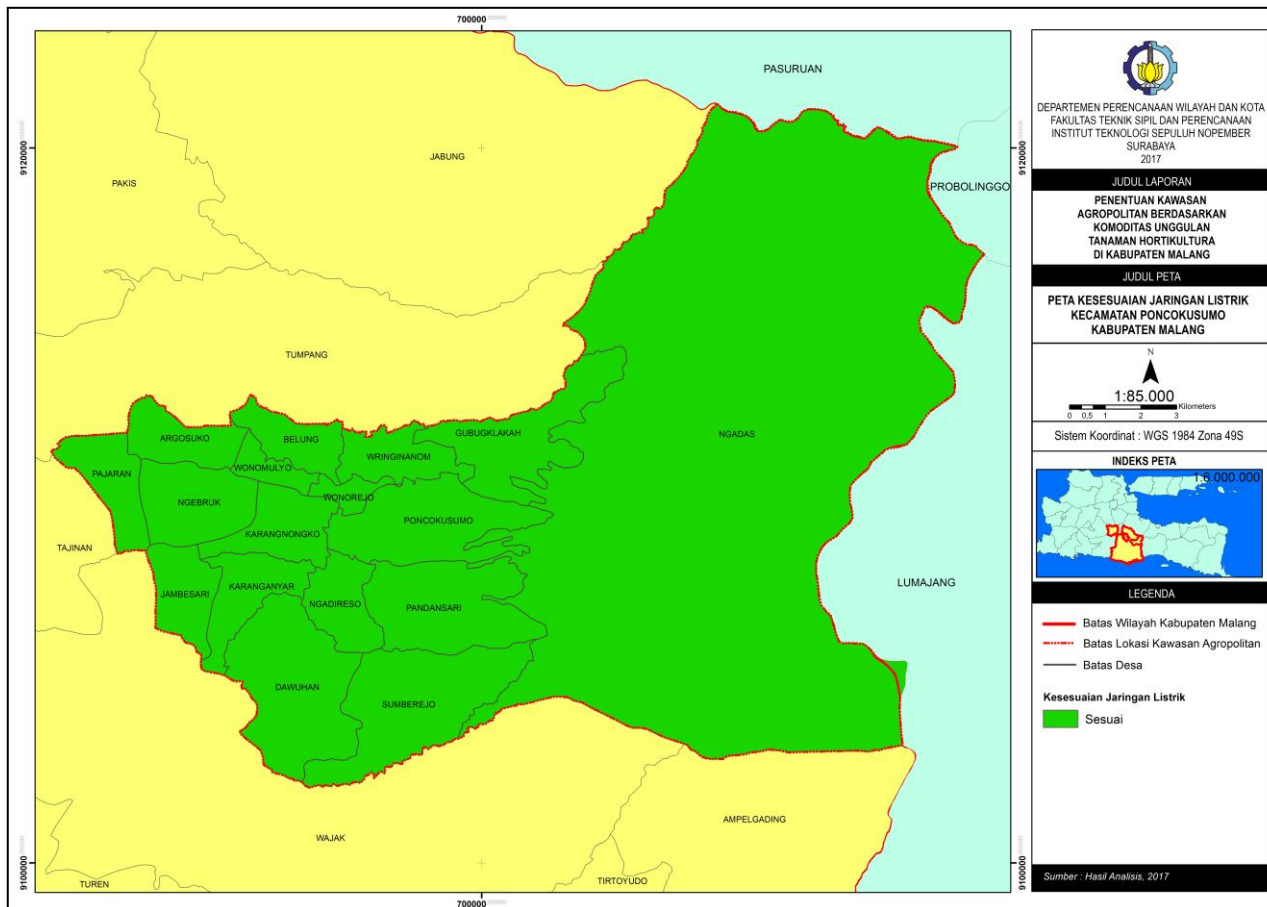 700000
PASURUAN
JABUNG
PAKIS
9120000
9120000
PROBOLINGGO
TUMPANG
ARGOSUKO
BELUNG
GUBUGKLAKAH
NGADAS
PAJARAN
WONOMULYO
WRINGINANOM
NGEBRUK
WONOREJO
PONCOKUSUMO
KARANGNONGKO
TAJINAN
JAMBESARI
KARANGANYAR
NGADIRESO
PANDANSARI
LUMAJANG
DAWUHAN
SUMBEREJO
WAJAK
AMPELGADING
TUREN
TIRTOYUDO
9100000
9100000
700000
DEPARTEMEN PERENCANAAN WILAYAH DAN KOTA
FAKULTAS TEKNIK SIPIL DAN PERENCANAAN
INSTITUT TEKNOLOGI SEPULUH NOPEMBER
SURABAYA
2017
JUDUL LAPORAN
PENENTUAN KAWASAN
AGROPOLITAN BERDASARKAN
KOMODITAS UNGGULAN
TANAMAN HORTIKULTURA
DI KABUPATEN MALANG
JUDUL PETA
PETA KESESUAIAN JARINGAN LISTRIK
KECAMATAN PONCOKUSUMO
KABUPATEN MALANG
N
1:85.000
Kilometers
0 0,5 1 2 3
Sistem Koordinat : WGS 1984 Zona 49S
INDEKS PETA
1:6.000.000
LEGENDA
Batas Wilayah Kabupaten Malang
Batas Lokasi Kawasan Agropolitan
Batas Desa
Kesesuaian Jaringan Listrik
Sesuai
Sumber : Hasil Analisis, 2017